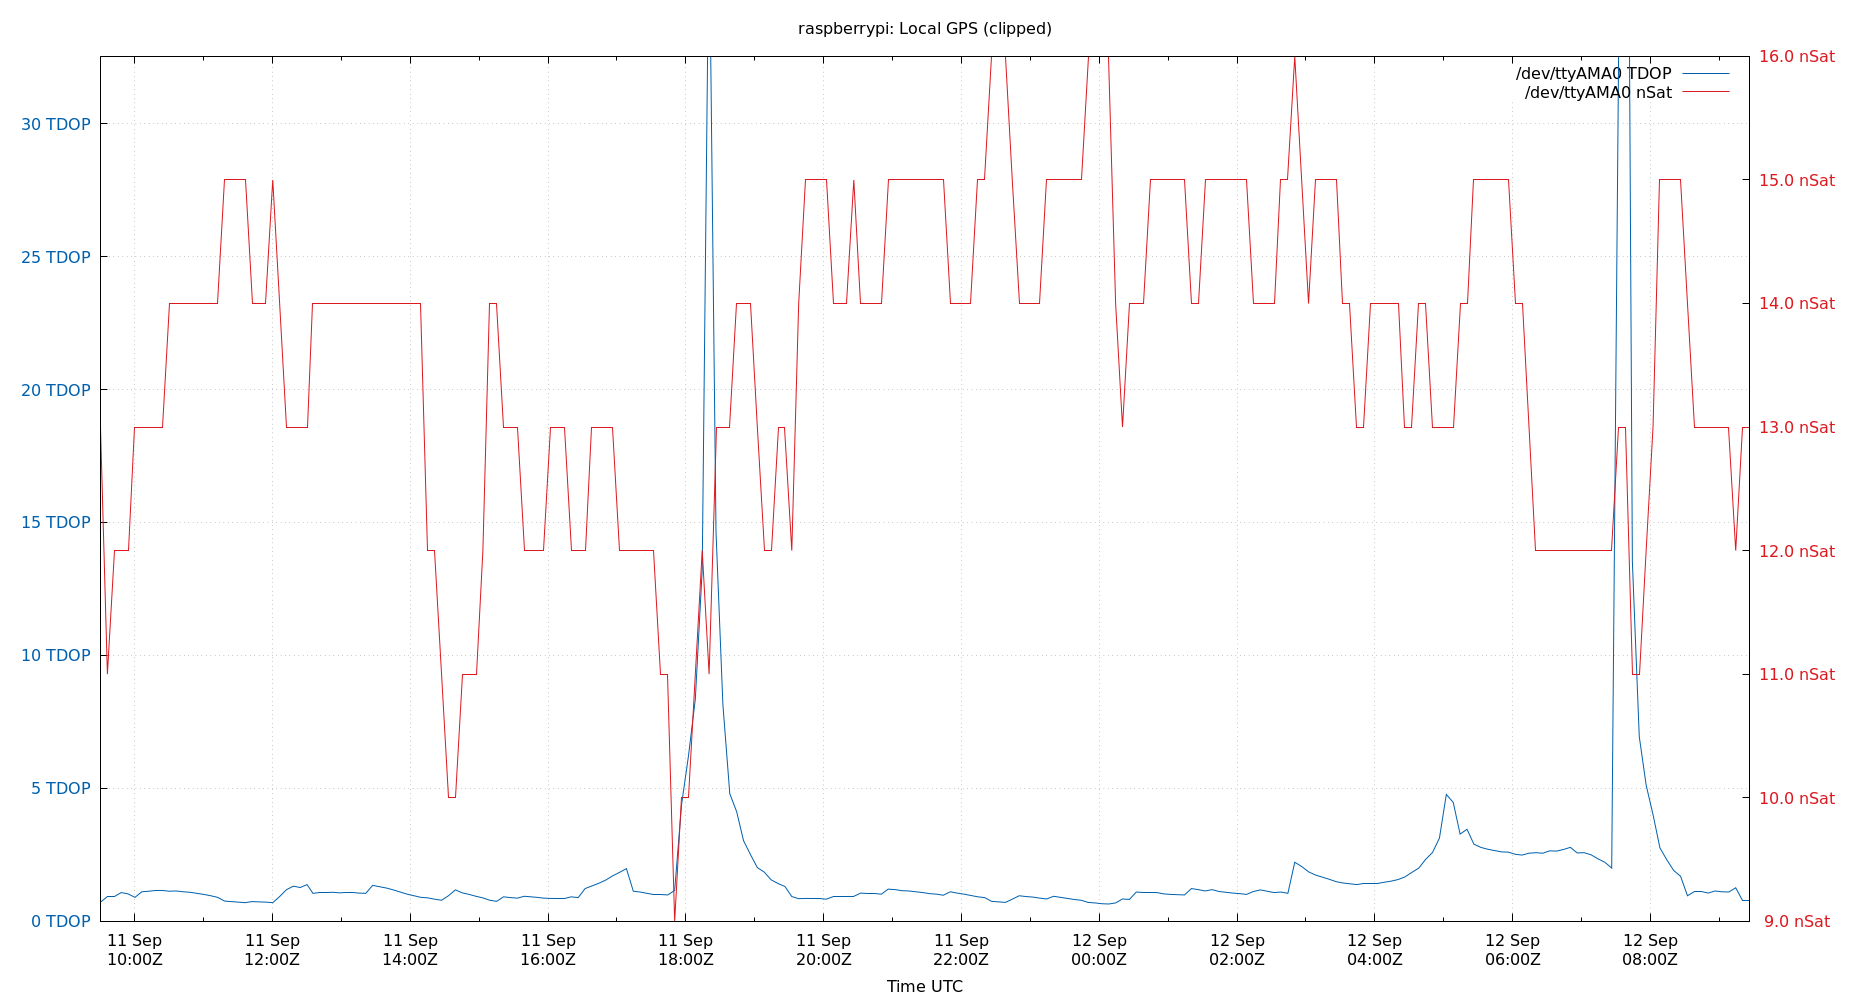 raspberrypi: Local GPS (clipped)
/dev/ttyAMA0 TDOP
/dev/ttyAMA0 nSat
30 TDOP
25 TDOP
20 TDOP
15 TDOP
10 TDOP
5 TDOP
0 TDOP
16.0 nSat
15.0 nSat
14.0 nSat
13.0 nSat
12.0 nSat
11.0 nSat
10.0 nSat
9.0 nSat
11 Sep
10:00Z
11 Sep
12:00Z
11 Sep
14:00Z
11 Sep
16:00Z
11 Sep
18:00Z
11 Sep
20:00Z
11 Sep
22:00Z
12 Sep
00:00Z
12 Sep
02:00Z
12 Sep
04:00Z
12 Sep
06:00Z
12 Sep
08:00Z
Time UTC